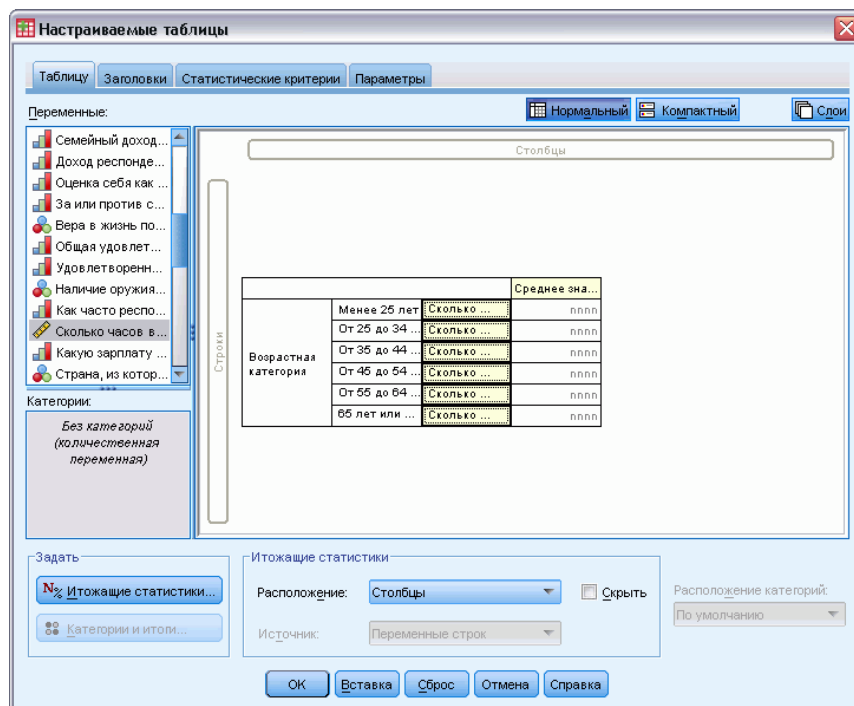 Настраиваемые таблицы
Таблицу Заголовки Статистические критерии Параметры
Переменные:
Нормальный Компактный Слои
Семейный доход...
Доход респонде...
Оценка себя как ...
За или против с...
Вера в жизнь по...
Общая удовлет...
Удовлетворенн...
Наличие оружия...
Как часто респо...
Сколько часов в...
Какую зарплату ...
Страна, из котор...
Категории:
Без категорий
(количественная
переменная)
Столбцы
Строки
Среднее зна...
Возрастная
категория
Менее 25 лет Сколько ... nnnn
От 25 до 34 ... Сколько ... nnnn
От 35 до 44 ... Сколько ... nnnn
От 45 до 54 ... Сколько ... nnnn
От 55 до 64 ... Сколько ... nnnn
65 лет или ... Сколько ... nnnn
Задать
N% Итожащие статистики...
Категории и итоги...
Итожащие статистики
Расположение: Столбцы Скрыть
Источник: Переменные строк
Расположение категорий:
По умолчанию
OK Вставка Сброс Отмена Справка